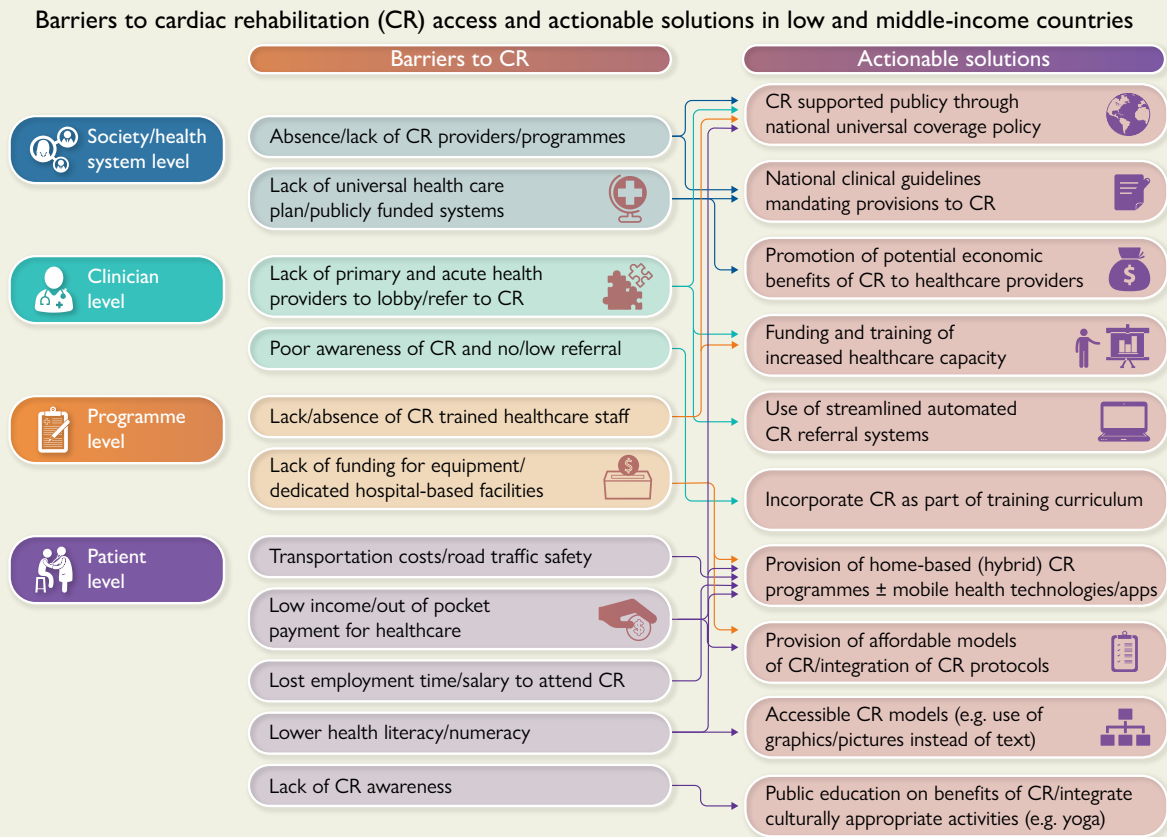 Barriers to cardiac rehabilitation (CR) access and actionable solutions in low and middle-income countries
Barriers to CR
Actionable solutions
Society/health
system level
Absence/lack of CR providers/programmes
Lack of universal health care
plan/publicly funded systems
Clinician
level
Lack of primary and acute health
providers to lobby/refer to CR
Poor awareness of CR and no/low referral
Programme
level
Lack/absence of CR trained healthcare staff
Lack of funding for equipment/
dedicated hospital-based facilities
$
Patient
level
Transportation costs/road traffic safety
Low income/out of pocket
payment for healthcare
$
Lost employment time/salary to attend CR
Lower health literacy/numeracy
Lack of CR awareness
CR supported publicy through
national universal coverage policy
National clinical guidelines
mandating provisions to CR
Promotion of potential economic
benefits of CR to healthcare providers
$
Funding and training of
increased healthcare capacity
Use of streamlined automated
CR referral systems
Incorporate CR as part of training curriculum
Provision of home-based (hybrid) CR
programmes ± mobile health technologies/apps
Provision of affordable models
of CR/integration of CR protocols
Accessible CR models (e.g. use of
graphics/pictures instead of text)
Public education on benefits of CR/integrate
culturally appropriate activities (e.g. yoga)